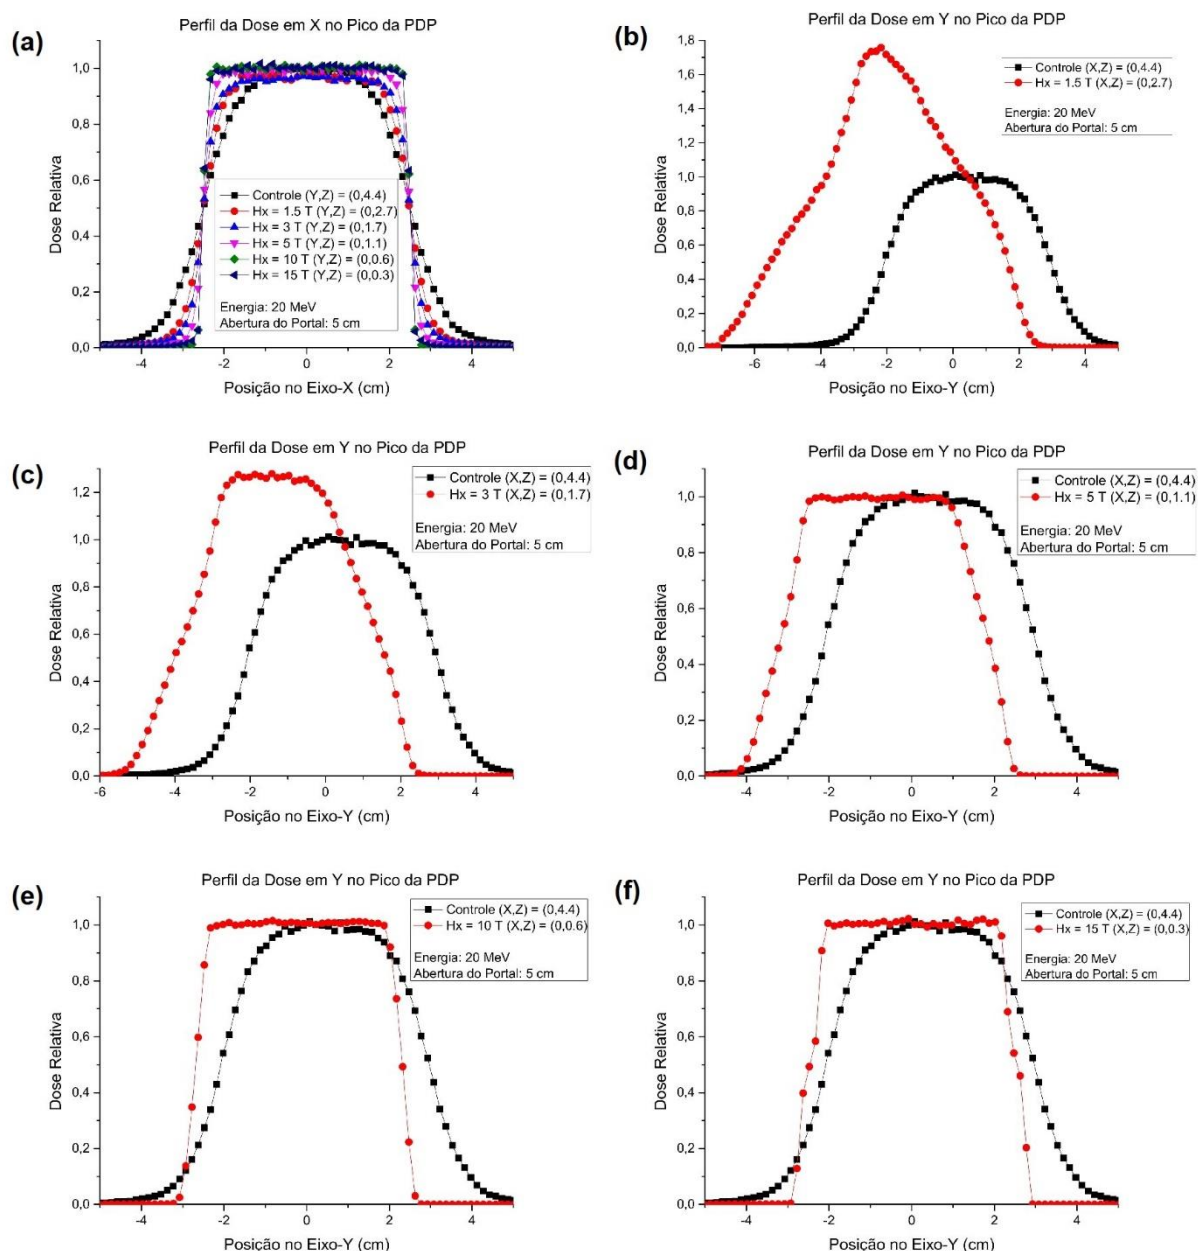 (a)
Perfil da Dose em X no Pico da PDP
Dose Relativa
1,0
0,8
0,6
0,4
0,2
0,0
Controle (Y,Z) = (0,4.4)
Hx = 1.5 T (Y,Z) = (0,2.7)
Hx = 3 T (Y,Z) = (0,1.7)
Hx = 5 T (Y,Z) = (0,1.1)
Hx = 10 T (Y,Z) = (0,0.6)
Hx = 15 T (Y,Z) = (0,0.3)
Energia: 20 MeV
Abertura do Portal: 5 cm
-4 -2 0 2 4
Posição no Eixo-X (cm)
(b)
Perfil da Dose em Y no Pico da PDP
Dose Relativa
1,8
1,6
1,4
1,2
1,0
0,8
0,6
0,4
0,2
0,0
Controle (X,Z) = (0,4.4)
Hx = 1.5 T (X,Z) = (0,2.7)
Energia: 20 MeV
Abertura do Portal: 5 cm
-6 -4 -2 0 2 4
Posição no Eixo-Y (cm)
(c)
Perfil da Dose em Y no Pico da PDP
Dose Relativa
1,2
1,0
0,8
0,6
0,4
0,2
0,0
Controle (X,Z) = (0,4.4)
Hx = 3 T (X,Z) = (0,1.7)
Energia: 20 MeV
Abertura do Portal: 5 cm
-6 -4 -2 0 2 4
Posição no Eixo-Y (cm)
(d)
Perfil da Dose em Y no Pico da PDP
Dose Relativa
1,0
0,8
0,6
0,4
0,2
0,0
Controle (X,Z) = (0,4.4)
Hx = 5 T (X,Z) = (0,1.1)
Energia: 20 MeV
Abertura do Portal: 5 cm
-4 -2 0 2 4
Posição no Eixo-Y (cm)
(e)
Perfil da Dose em Y no Pico da PDP
Dose Relativa
1,0
0,8
0,6
0,4
0,2
0,0
Controle (X,Z) = (0,4.4)
Hx = 10 T (X,Z) = (0,0.6)
Energia: 20 MeV
Abertura do Portal: 5 cm
-4 -2 0 2 4
Posição no Eixo-Y (cm)
(f)
Perfil da Dose em Y no Pico da PDP
Dose Relativa
1,0
0,8
0,6
0,4
0,2
0,0
Controle (X,Z) = (0,4.4)
Hx = 15 T (X,Z) = (0,0.3)
Energia: 20 MeV
Abertura do Portal: 5 cm
-4 -2 0 2 4
Posição no Eixo-Y (cm)